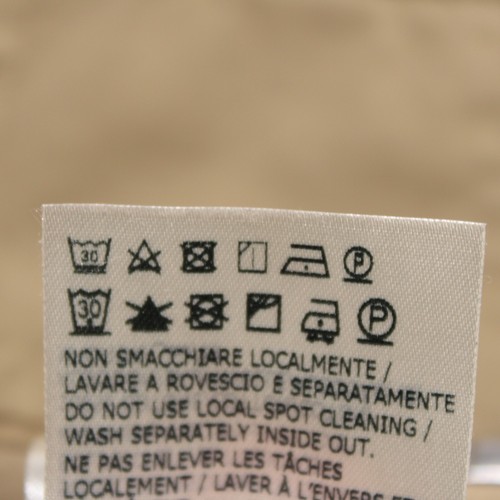 30 P
30 P
NON SMACCHIARE LOCALMENTE /
LAVARE A ROVESCIO E SEPARATAMENTE
DO NOT USE LOCAL SPOT CLEANING /
WASH SEPARATELY INSIDE OUT.
NE PAS ENLEVER LES TÂCHES
LOCALEMENT / LAVER À L'ENVERS ET